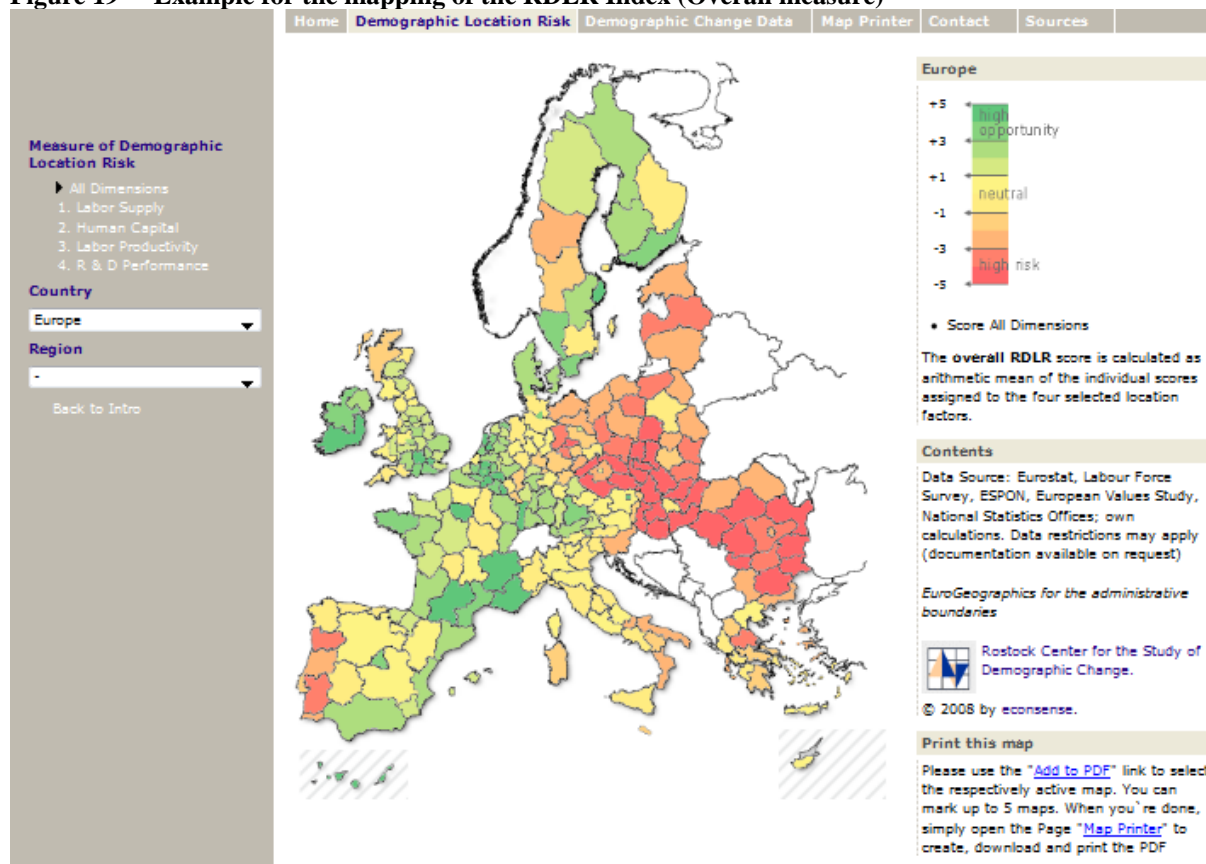 Figure 19 Example for the mapping of the RDLR Index (Overall measure)
Home Demographic Location Risk Demographic Change Data Map Printer Contact Sources
Measure of Demographic
Location Risk
All Dimensions
1. Labor Supply
2. Human Capital
3. Labor Productivity
4. R & D Performance
Country
Europe
Region
-
Back to Intro
Europe
+5
high
opportunity
+3
+1
neutral
-1
-3
high risk
-5
• Score All Dimensions
The overall RDLR score is calculated as
arithmetic mean of the individual scores
assigned to the four selected location
factors.
Contents
Data Source: Eurostat, Labour Force
Survey, ESPON, European Values Study,
National Statistics Offices; own
calculations. Data restrictions may apply
(documentation available on request)
EuroGeographics for the administrative
boundaries
Rostock Center for the Study of
Demographic Change.
© 2008 by econsense.
Print this map
Please use the "Add to PDF" link to select
the respectively active map. You can
mark up to 5 maps. When you`re done,
simply open the Page "Map Printer" to
create, download and print the PDF